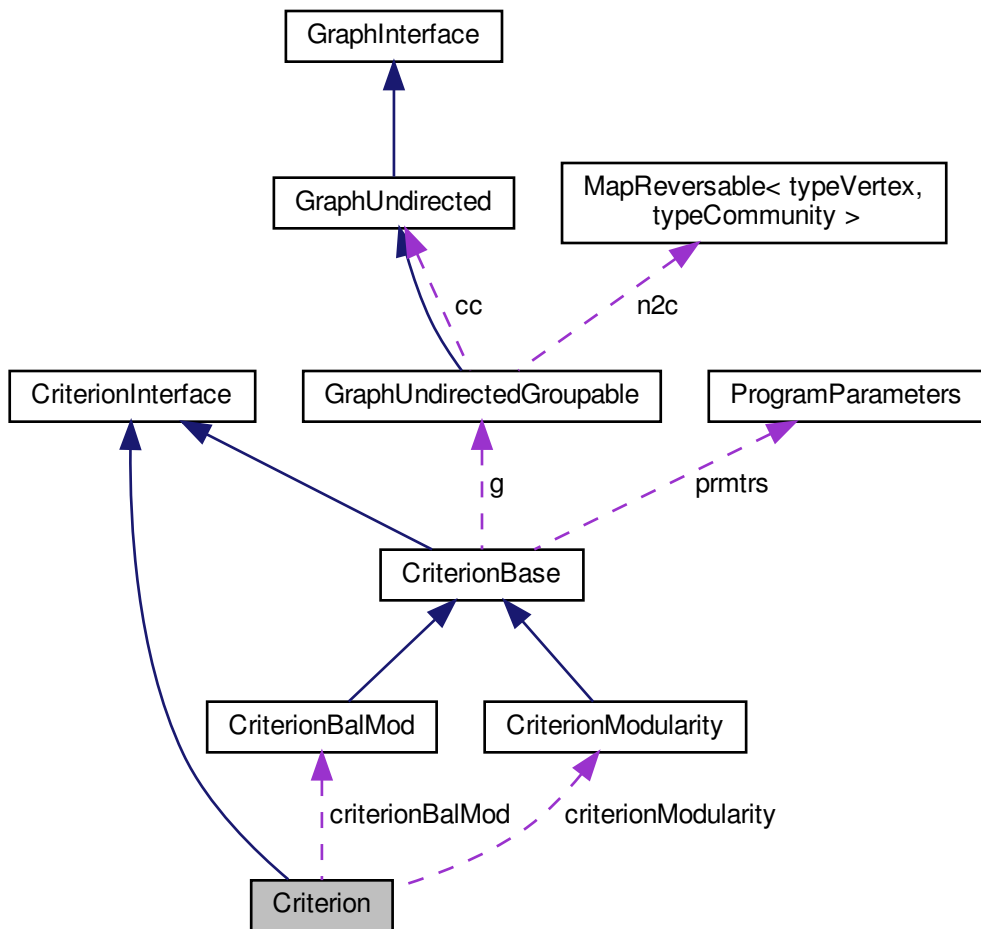 GraphInterface
GraphUndirected
MapReversable< typeVertex,
typeCommunity >
cc
n2c
CriterionInterface
GraphUndirectedGroupable
ProgramParameters
g
prmtrs
CriterionBase
CriterionBalMod
CriterionModularity
criterionBalMod
criterionModularity
Criterion